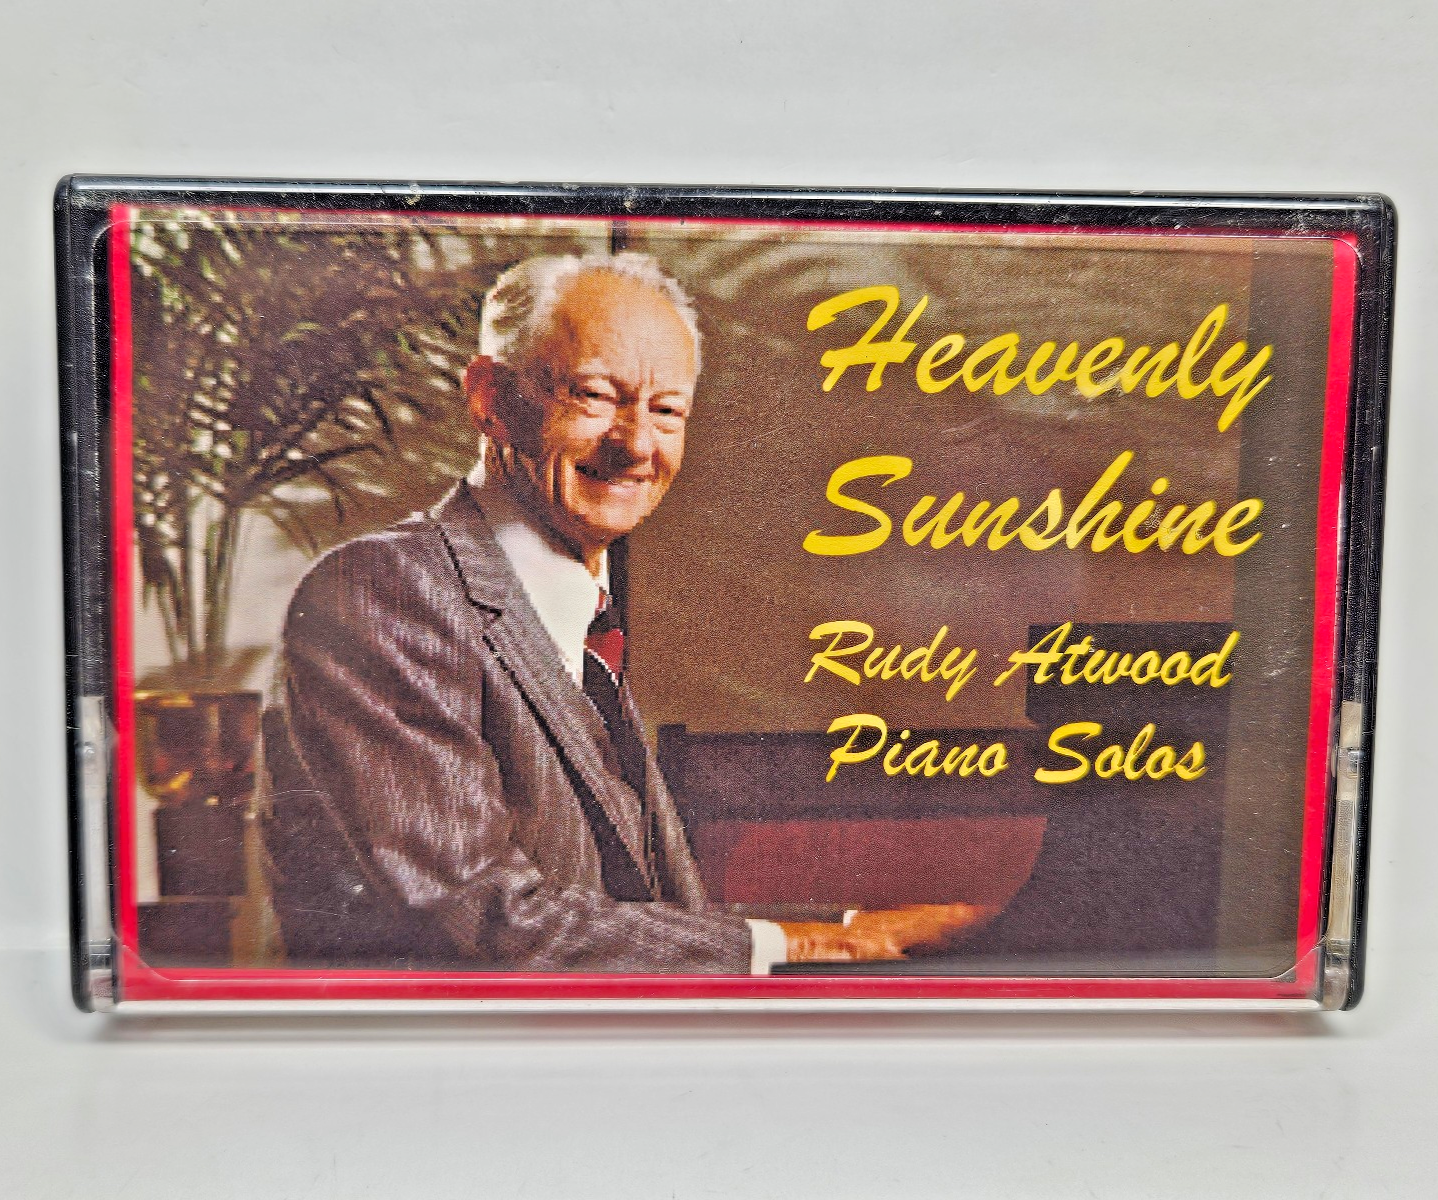 Heavenly
Sunshine
Rudy Atwood
Piano Solos